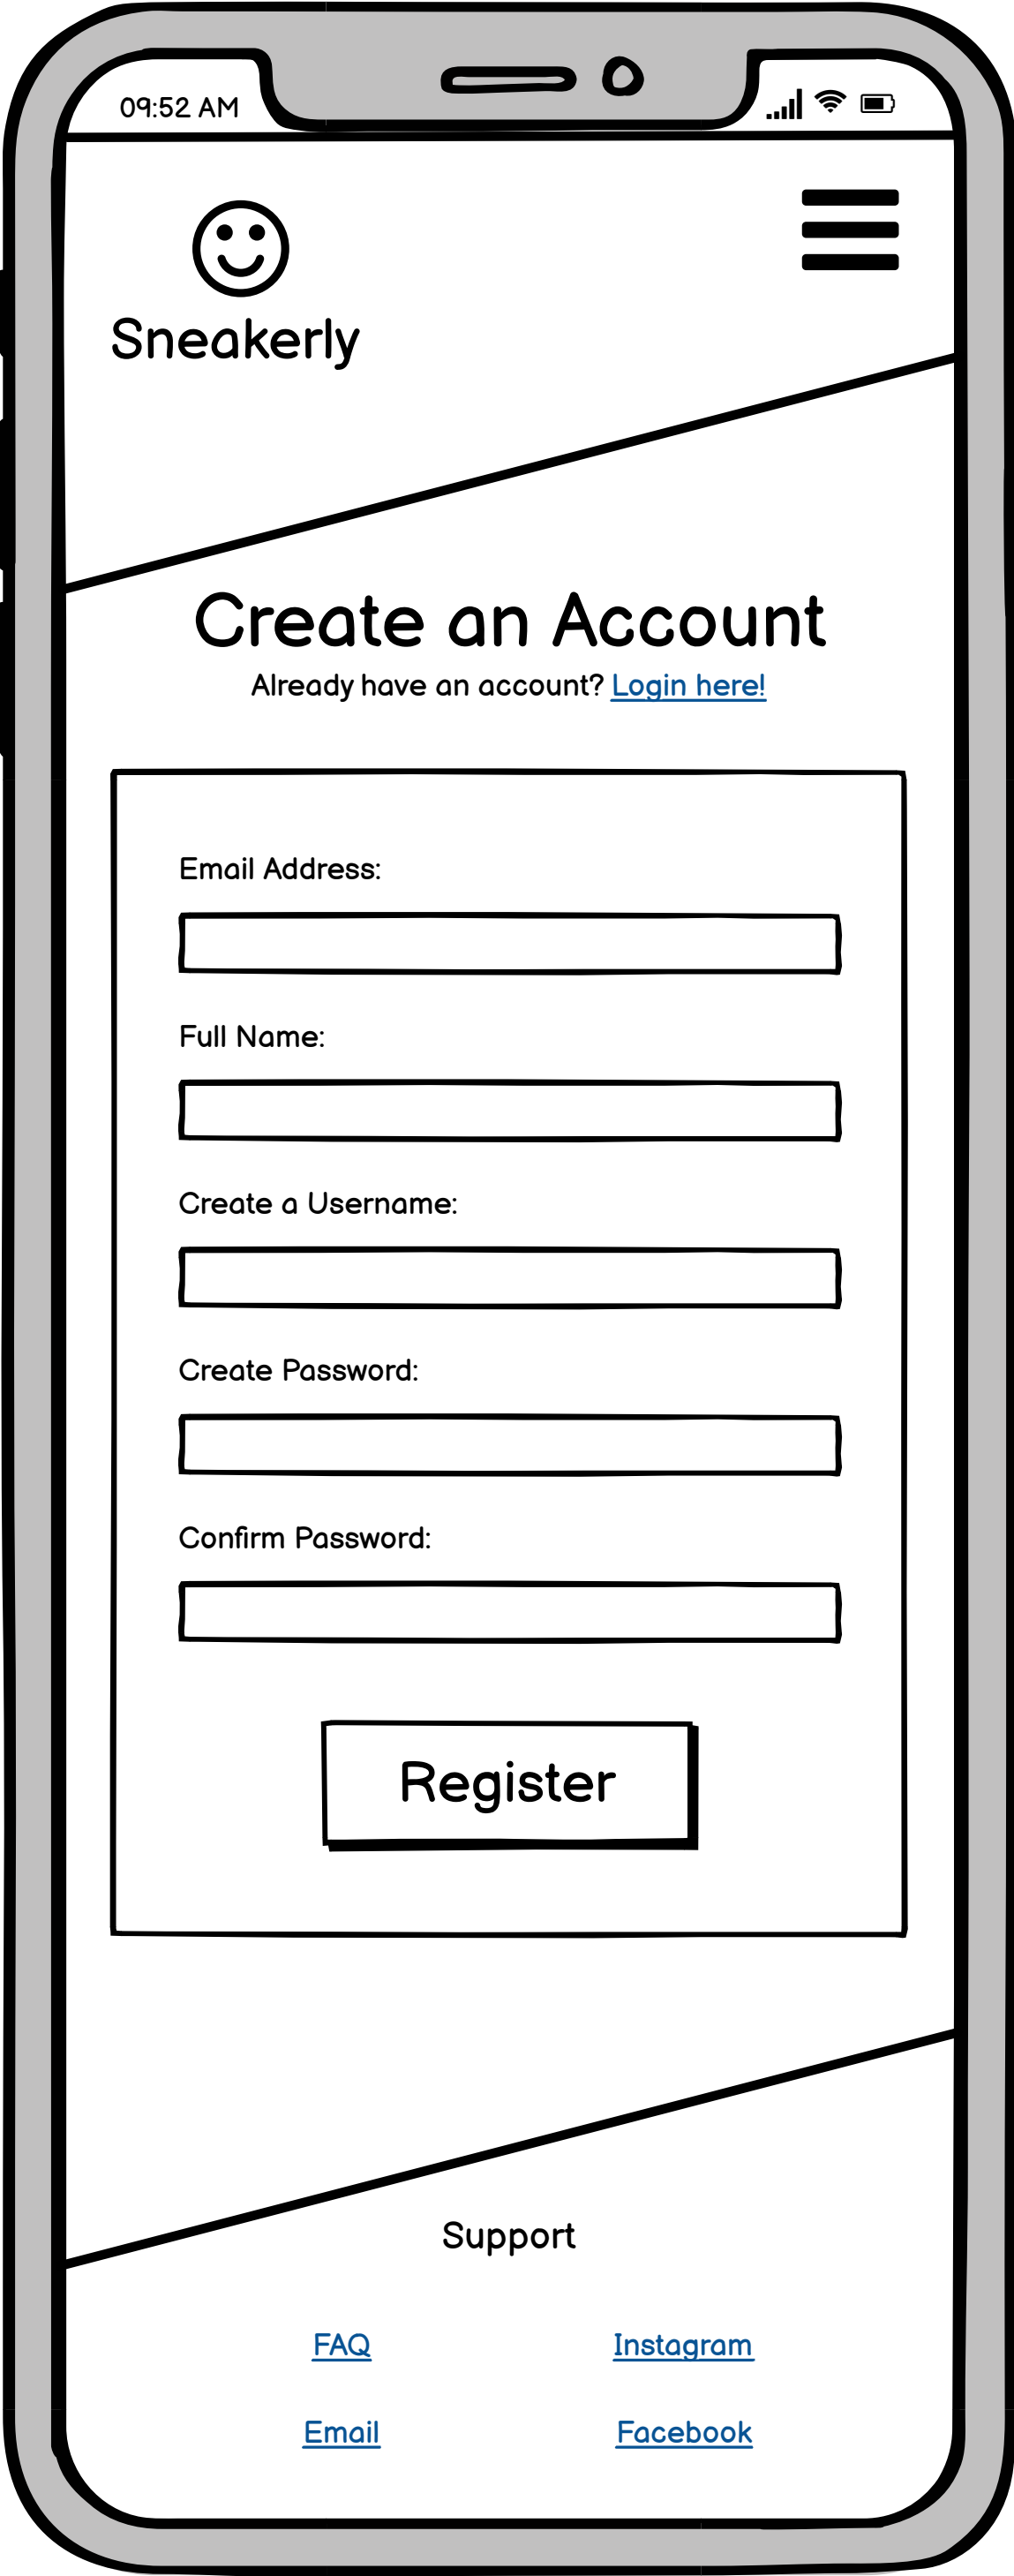 09:52 AM
Sneakerly
Create an Account
Already have an account? Login here!
Email Address:
Full Name:
Create a Username:
Create Password:
Confirm Password:
Register
Support
FAQ Instagram
Email Facebook